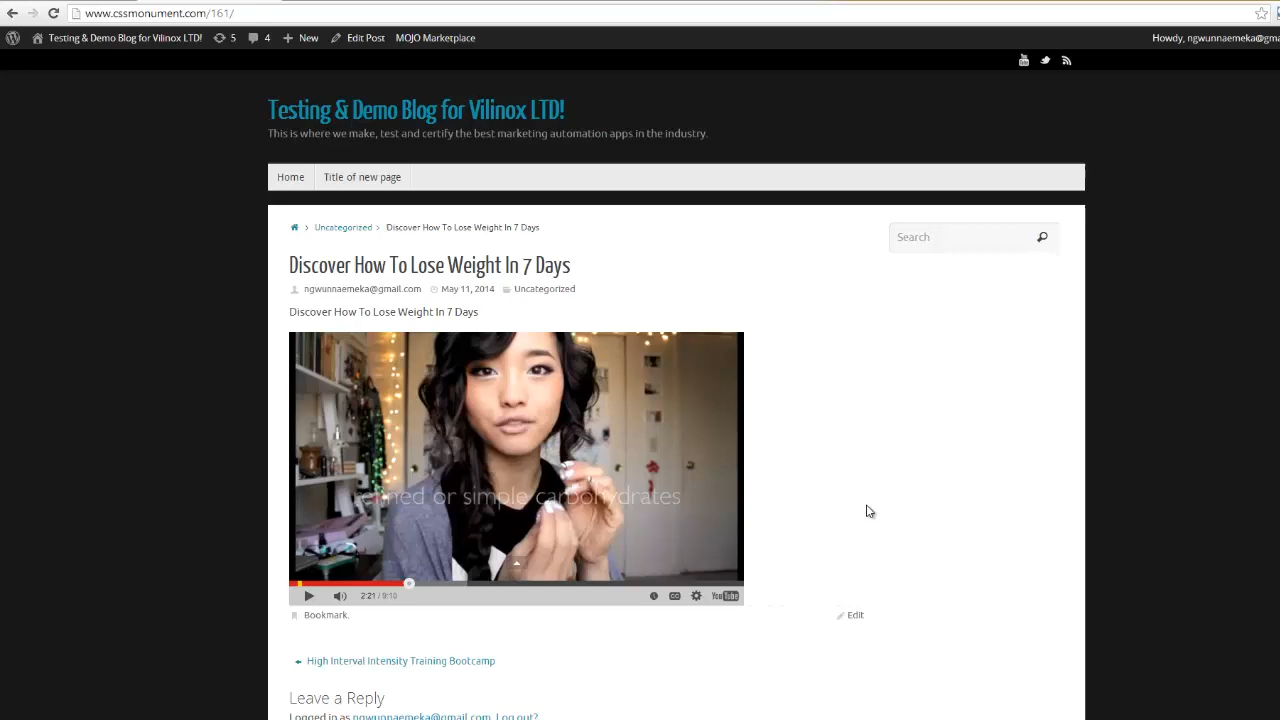 www.cssmonument.com/161/
Testing & Demo Blog for Vilinox LTD! 5 4 New Edit Post MOJO Marketplace Howdy, ngwunnaemeka@gma
Testing & Demo Blog for Vilinox LTD!
This is where we make, test and certify the best marketing automation apps in the industry.
Home Title of new page
Uncategorized Discover How To Lose Weight In 7 Days
Search
Discover How To Lose Weight In 7 Days
ngwunnaemeka@gmail.com May 11, 2014 Uncategorized
Discover How To Lose Weight In 7 Days
refined or simple carbohydrates
2:21 / 9:10 CC YouTube
Bookmark. Edit
High Interval Intensity Training Bootcamp
Leave a Reply
Logged in as ngwunnaemeka@gmail.com. Log out?